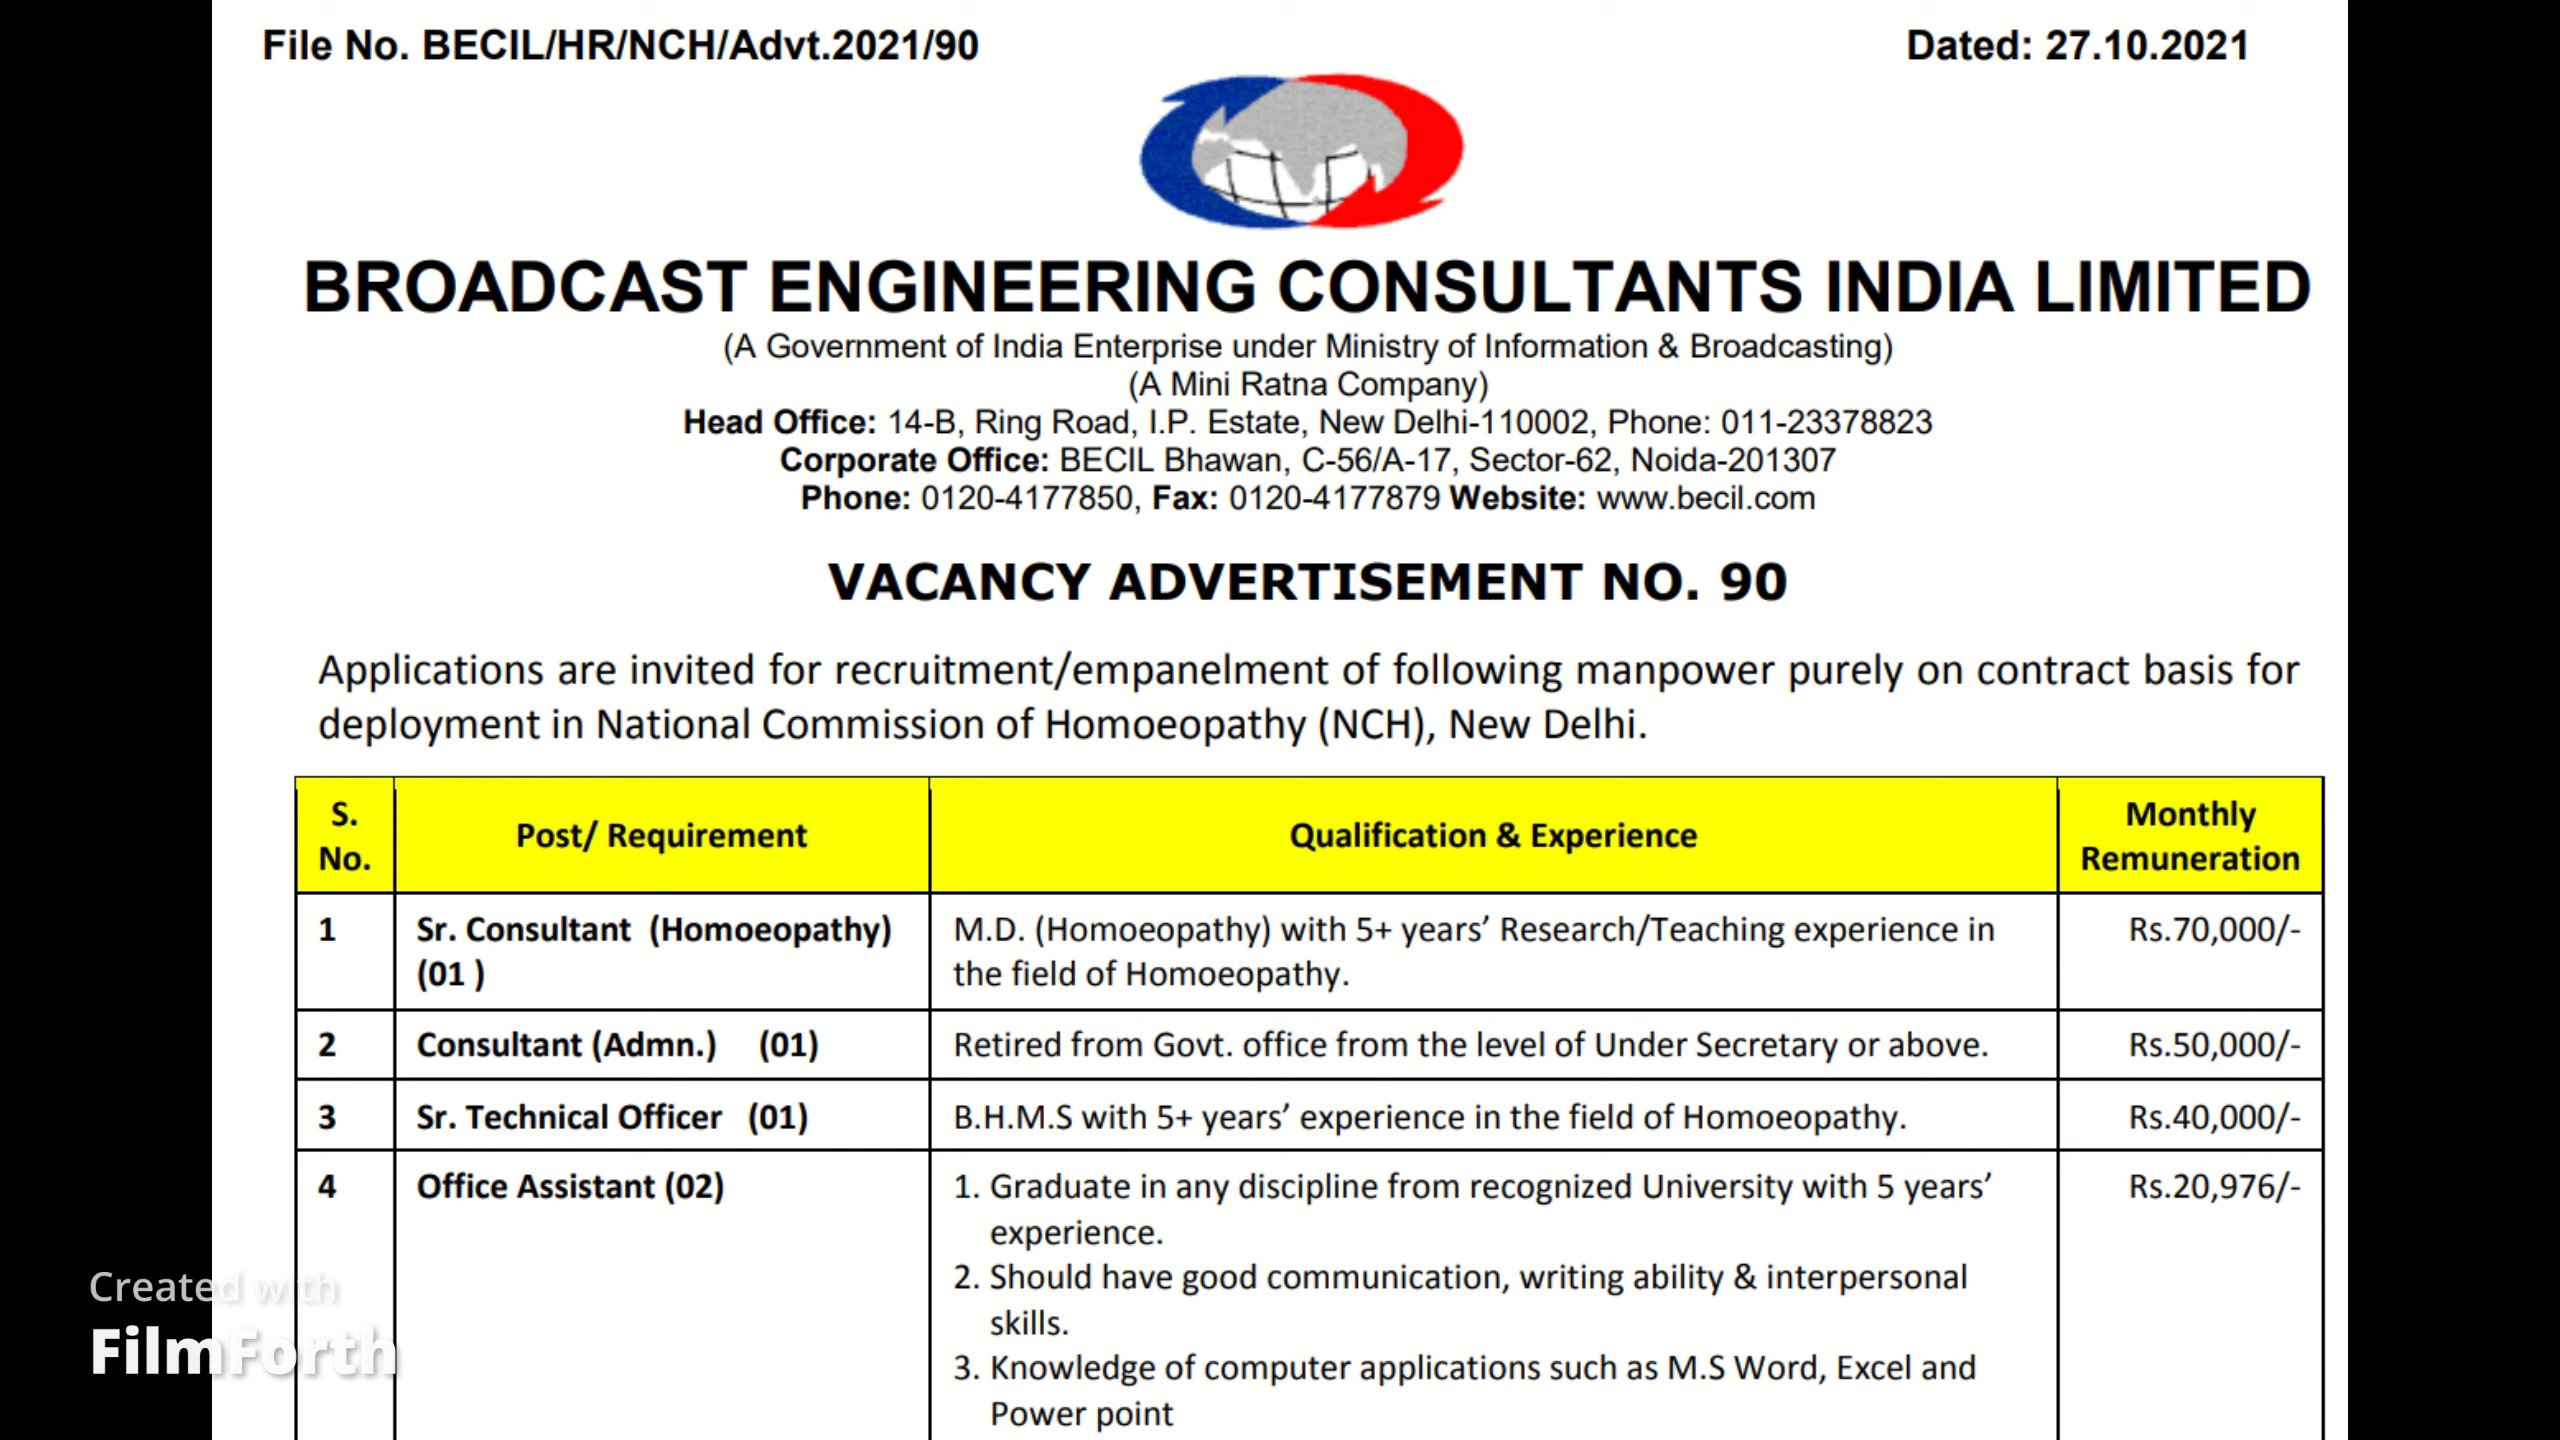 File No. BECIL/HR/NCH/Advt.2021/90 Dated: 27.10.2021
BROADCAST ENGINEERING CONSULTANTS INDIA LIMITED
(A Government of India Enterprise under Ministry of Information & Broadcasting)
(A Mini Ratna Company)
Head Office: 14-B, Ring Road, I.P. Estate, New Delhi-110002, Phone: 011-23378823
Corporate Office: BECIL Bhawan, C-56/A-17, Sector-62, Noida-201307
Phone: 0120-4177850, Fax: 0120-4177879 Website: www.becil.com
VACANCY ADVERTISEMENT NO. 90
Applications are invited for recruitment/empanelment of following manpower purely on contract basis for
deployment in National Commission of Homoeopathy (NCH), New Delhi.
S. No. Post/ Requirement Qualification & Experience Monthly Remuneration
1 Sr. Consultant (Homoeopathy) M.D. (Homoeopathy) with 5+ years’ Research/Teaching experience in Rs.70,000/-
(01 ) the field of Homoeopathy.
2 Consultant (Admn.) (01) Retired from Govt. office from the level of Under Secretary or above. Rs.50,000/-
3 Sr. Technical Officer (01) B.H.M.S with 5+ years’ experience in the field of Homoeopathy. Rs.40,000/-
4 Office Assistant (02) 1. Graduate in any discipline from recognized University with 5 years’ Rs.20,976/-
experience.
2. Should have good communication, writing ability & interpersonal
skills.
3. Knowledge of computer applications such as M.S Word, Excel and
Power point
Created with
FilmForth